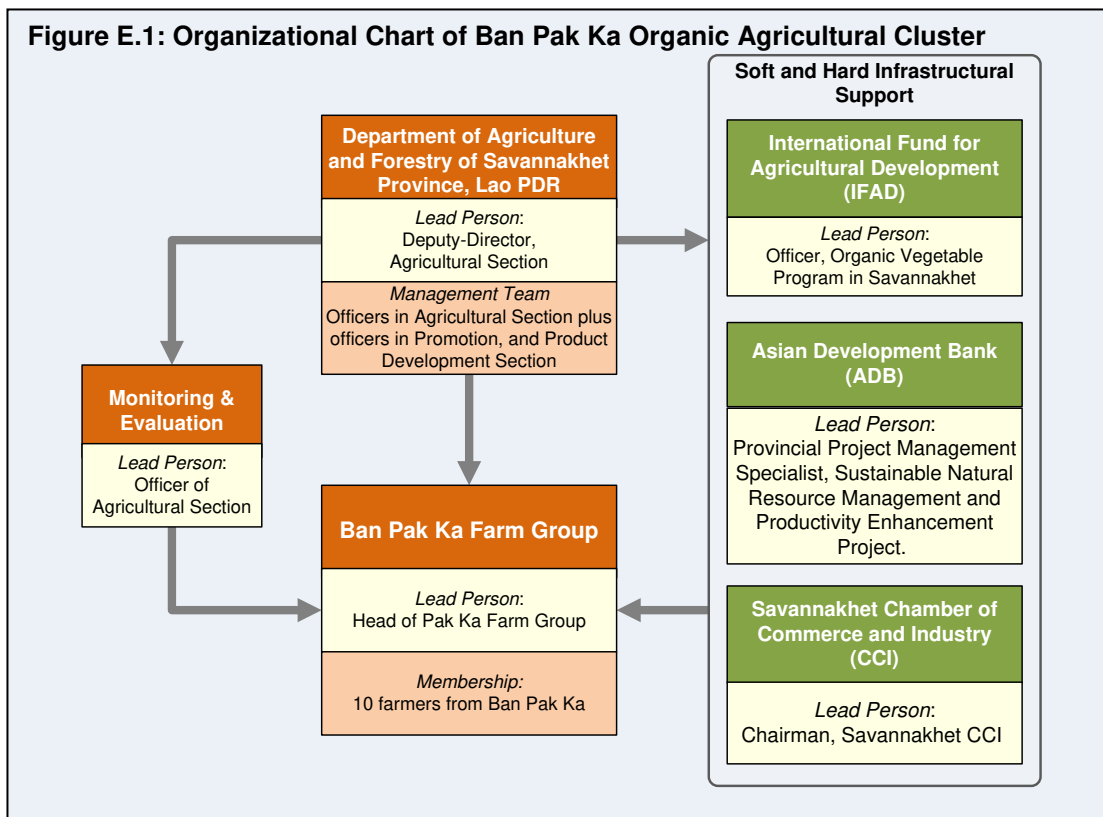 Figure E.1: Organizational Chart of Ban Pak Ka Organic Agricultural Cluster
Soft and Hard Infrastructural
Support
Department of Agriculture
and Forestry of Savannakhet
Province, Lao PDR
Lead Person:
Deputy-Director,
Agricultural Section
Management Team
Officers in Agricultural Section plus
officers in Promotion, and Product
Development Section
International Fund for
Agricultural Development
(IFAD)
Lead Person:
Officer, Organic Vegetable
Program in Savannakhet
Asian Development Bank
(ADB)
Lead Person:
Provincial Project Management
Specialist, Sustainable Natural
Resource Management and
Productivity Enhancement
Project.
Monitoring &
Evaluation
Lead Person:
Officer of
Agricultural Section
Ban Pak Ka Farm Group
Lead Person:
Head of Pak Ka Farm Group
Membership:
10 farmers from Ban Pak Ka
Savannakhet Chamber of
Commerce and Industry
(CCI)
Lead Person:
Chairman, Savannakhet CCI